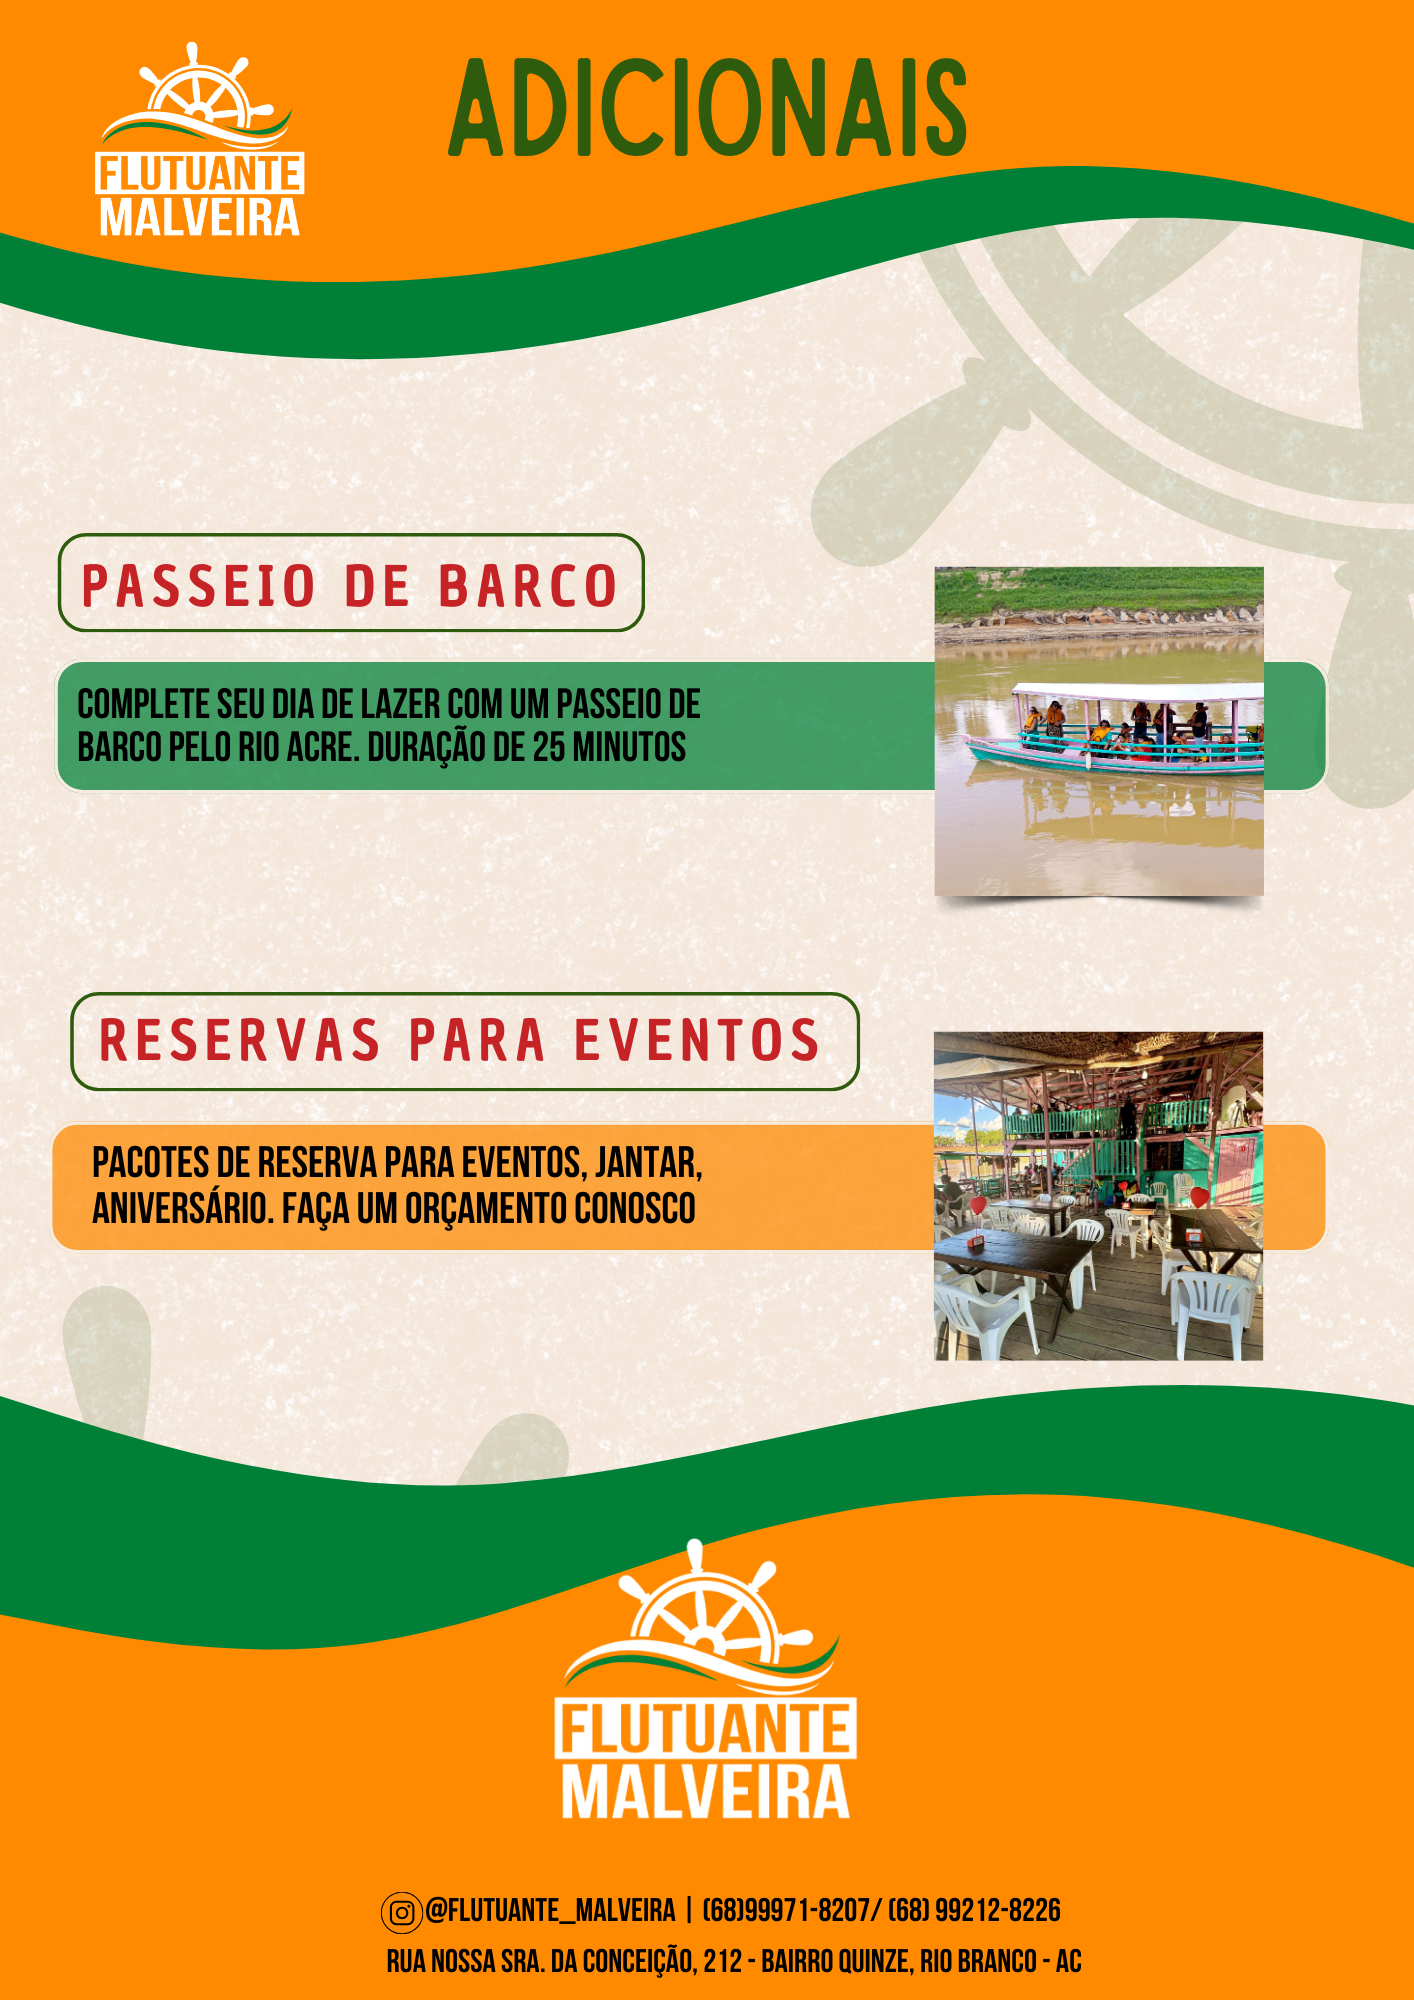 FLUTUANTE
MALVEIRA
ADICIONAIS
PASSEIO DE BARCO
COMPLETE SEU DIA DE LAZER COM UM PASSEIO DE
BARCO PELO RIO ACRE. DURAÇÃO DE 25 MINUTOS
RESERVAS PARA EVENTOS
PACOTES DE RESERVA PARA EVENTOS, JANTAR,
ANIVERSÁRIO. FAÇA UM ORÇAMENTO CONOSCO
FLUTUANTE
MALVEIRA
@FLUTUANTE_MALVEIRA | (68)99971-8207/ (68) 99212-8226
RUA NOSSA SRA. DA CONCEIÇÃO, 212 - BAIRRO QUINZE, RIO BRANCO - AC